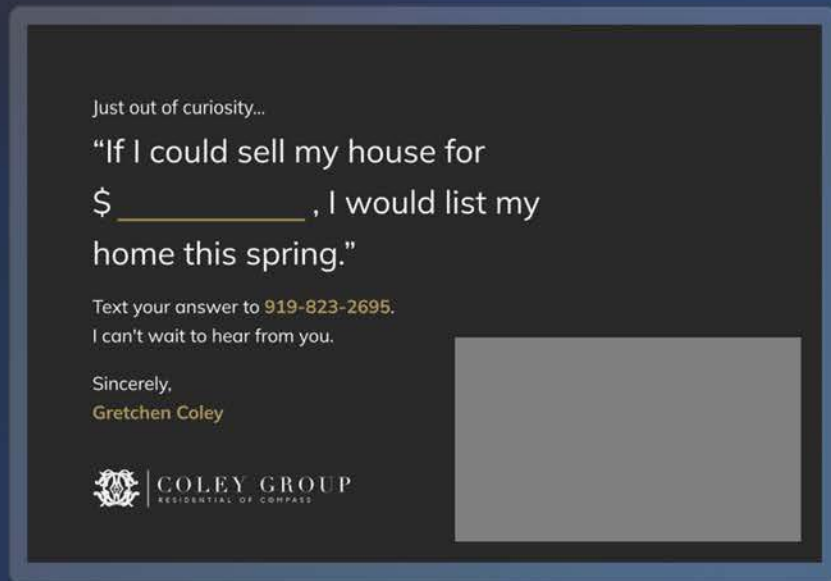 Just out of curiosity...
“If I could sell my house for
$ __________ , I would list my
home this spring.”
Text your answer to 919-823-2695.
I can't wait to hear from you.
Sincerely,
Gretchen Coley
COLEY GROUP
RESIDENTIAL OF COMPASS